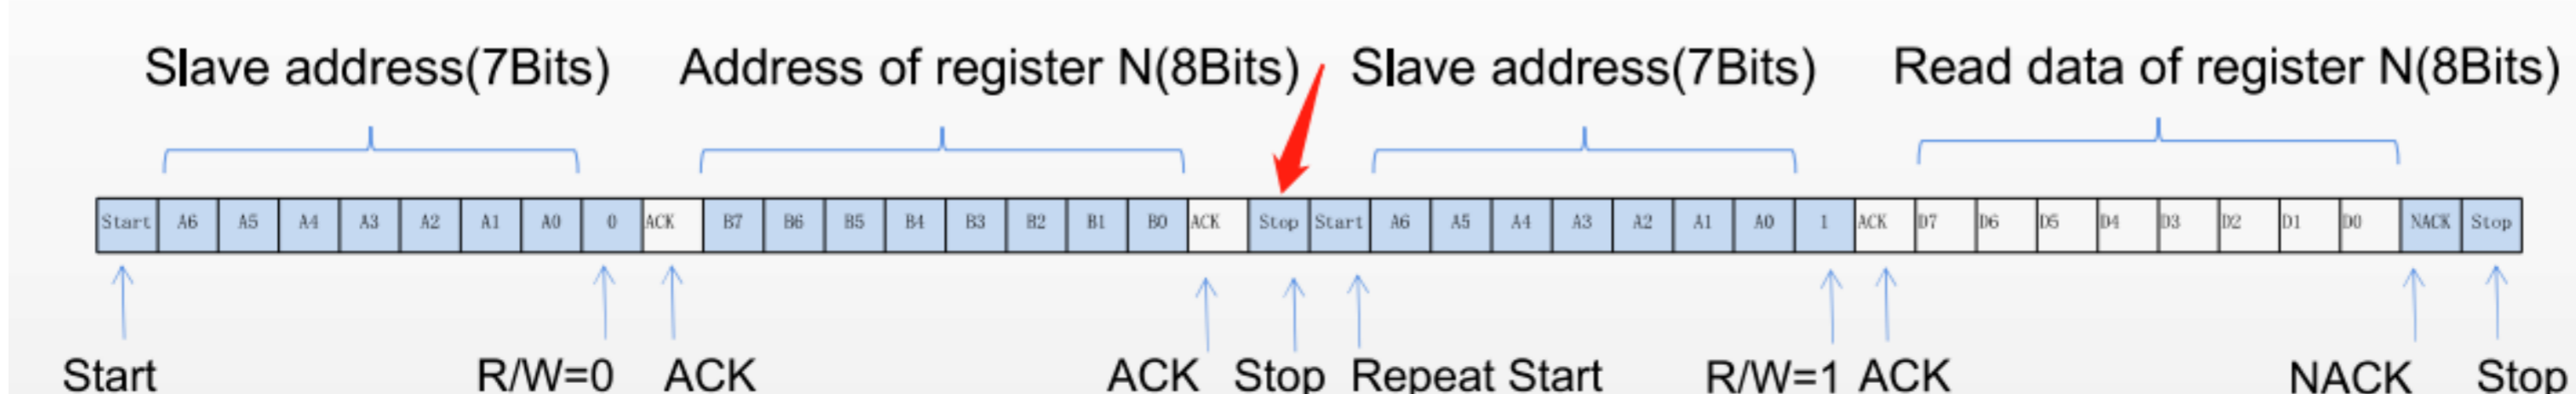 Slave address(7Bits) Address of register N(8Bits) Slave address(7Bits) Read data of register N(8Bits)
Start A6 A5 A4 A3 A2 A1 A0 0 ACK B7 B6 B5 B4 B3 B2 B1 B0 ACK Stop Start A6 A5 A4 A3 A2 A1 A0 1 ACK D7 D6 D5 D4 D3 D2 D1 D0 NACK Stop
Start R/W=0 ACK ACK Stop Repeat Start R/W=1 ACK NACK Stop